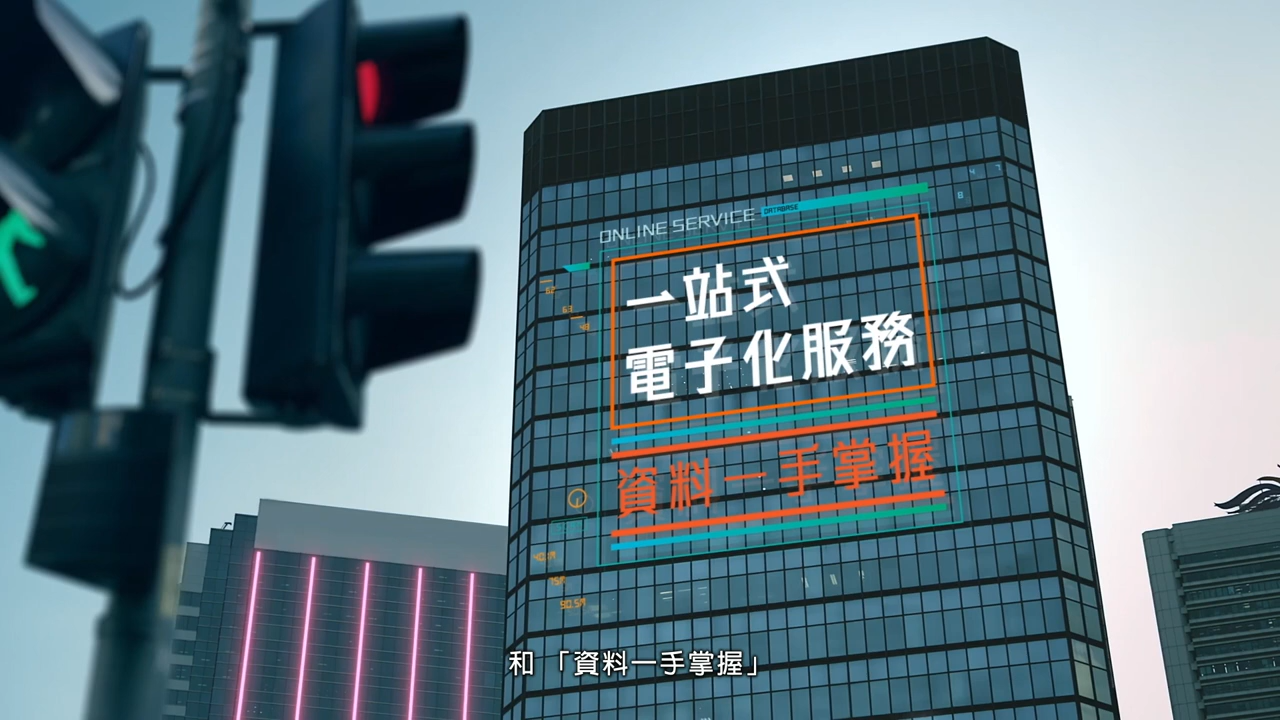 ONLINE SERVICE DATABASE
一站式
電子化服務
資料一手掌握
和 「資料一手掌握」